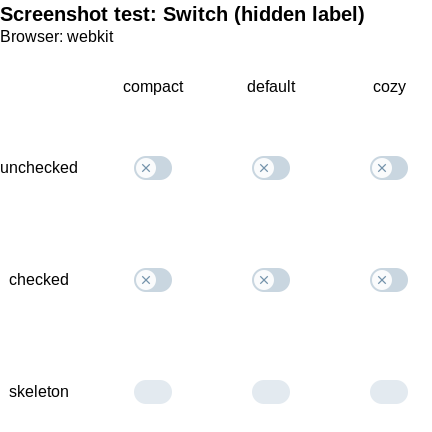 Screenshot test: Switch (hidden label)
Browser: webkit
compact default cozy
unchecked
checked
skeleton